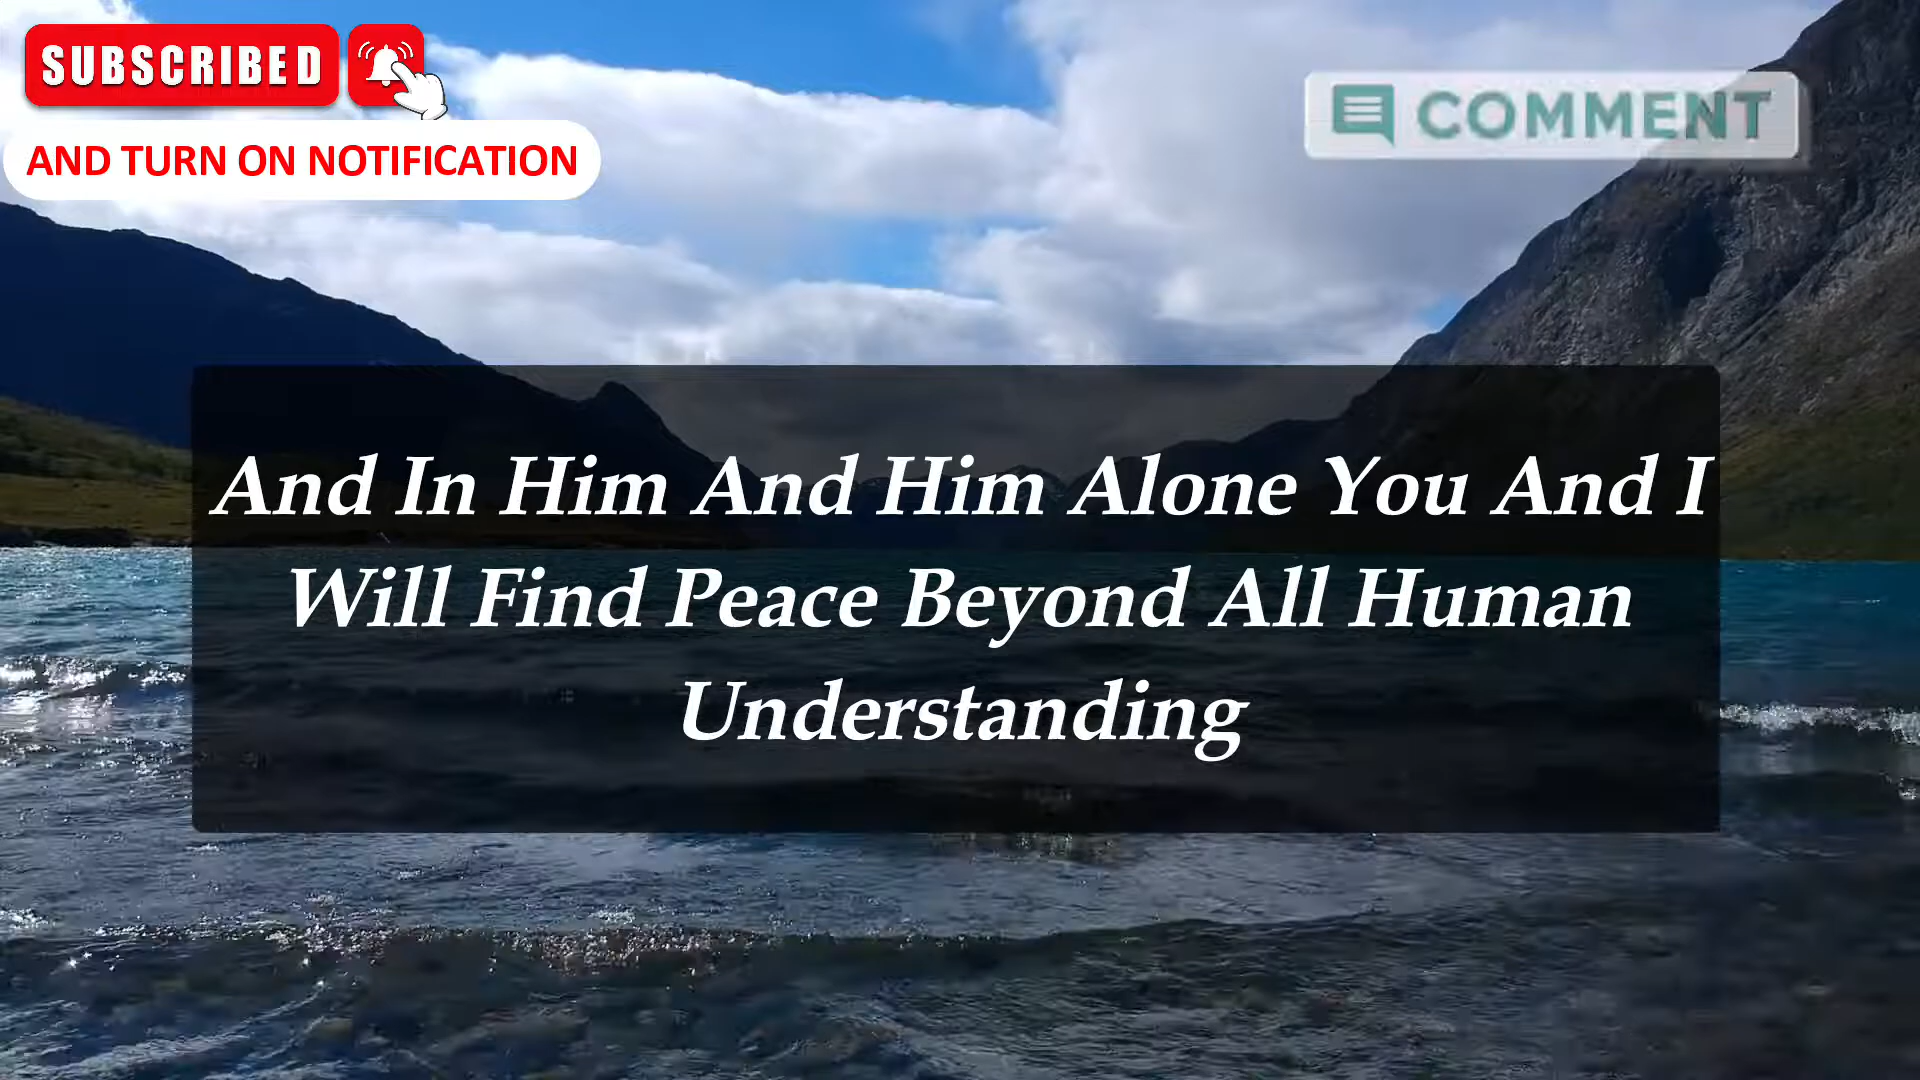 SUBSCRIBED
AND TURN ON NOTIFICATION
COMMENT
And In Him And Him Alone You And I
Will Find Peace Beyond All Human
Understanding